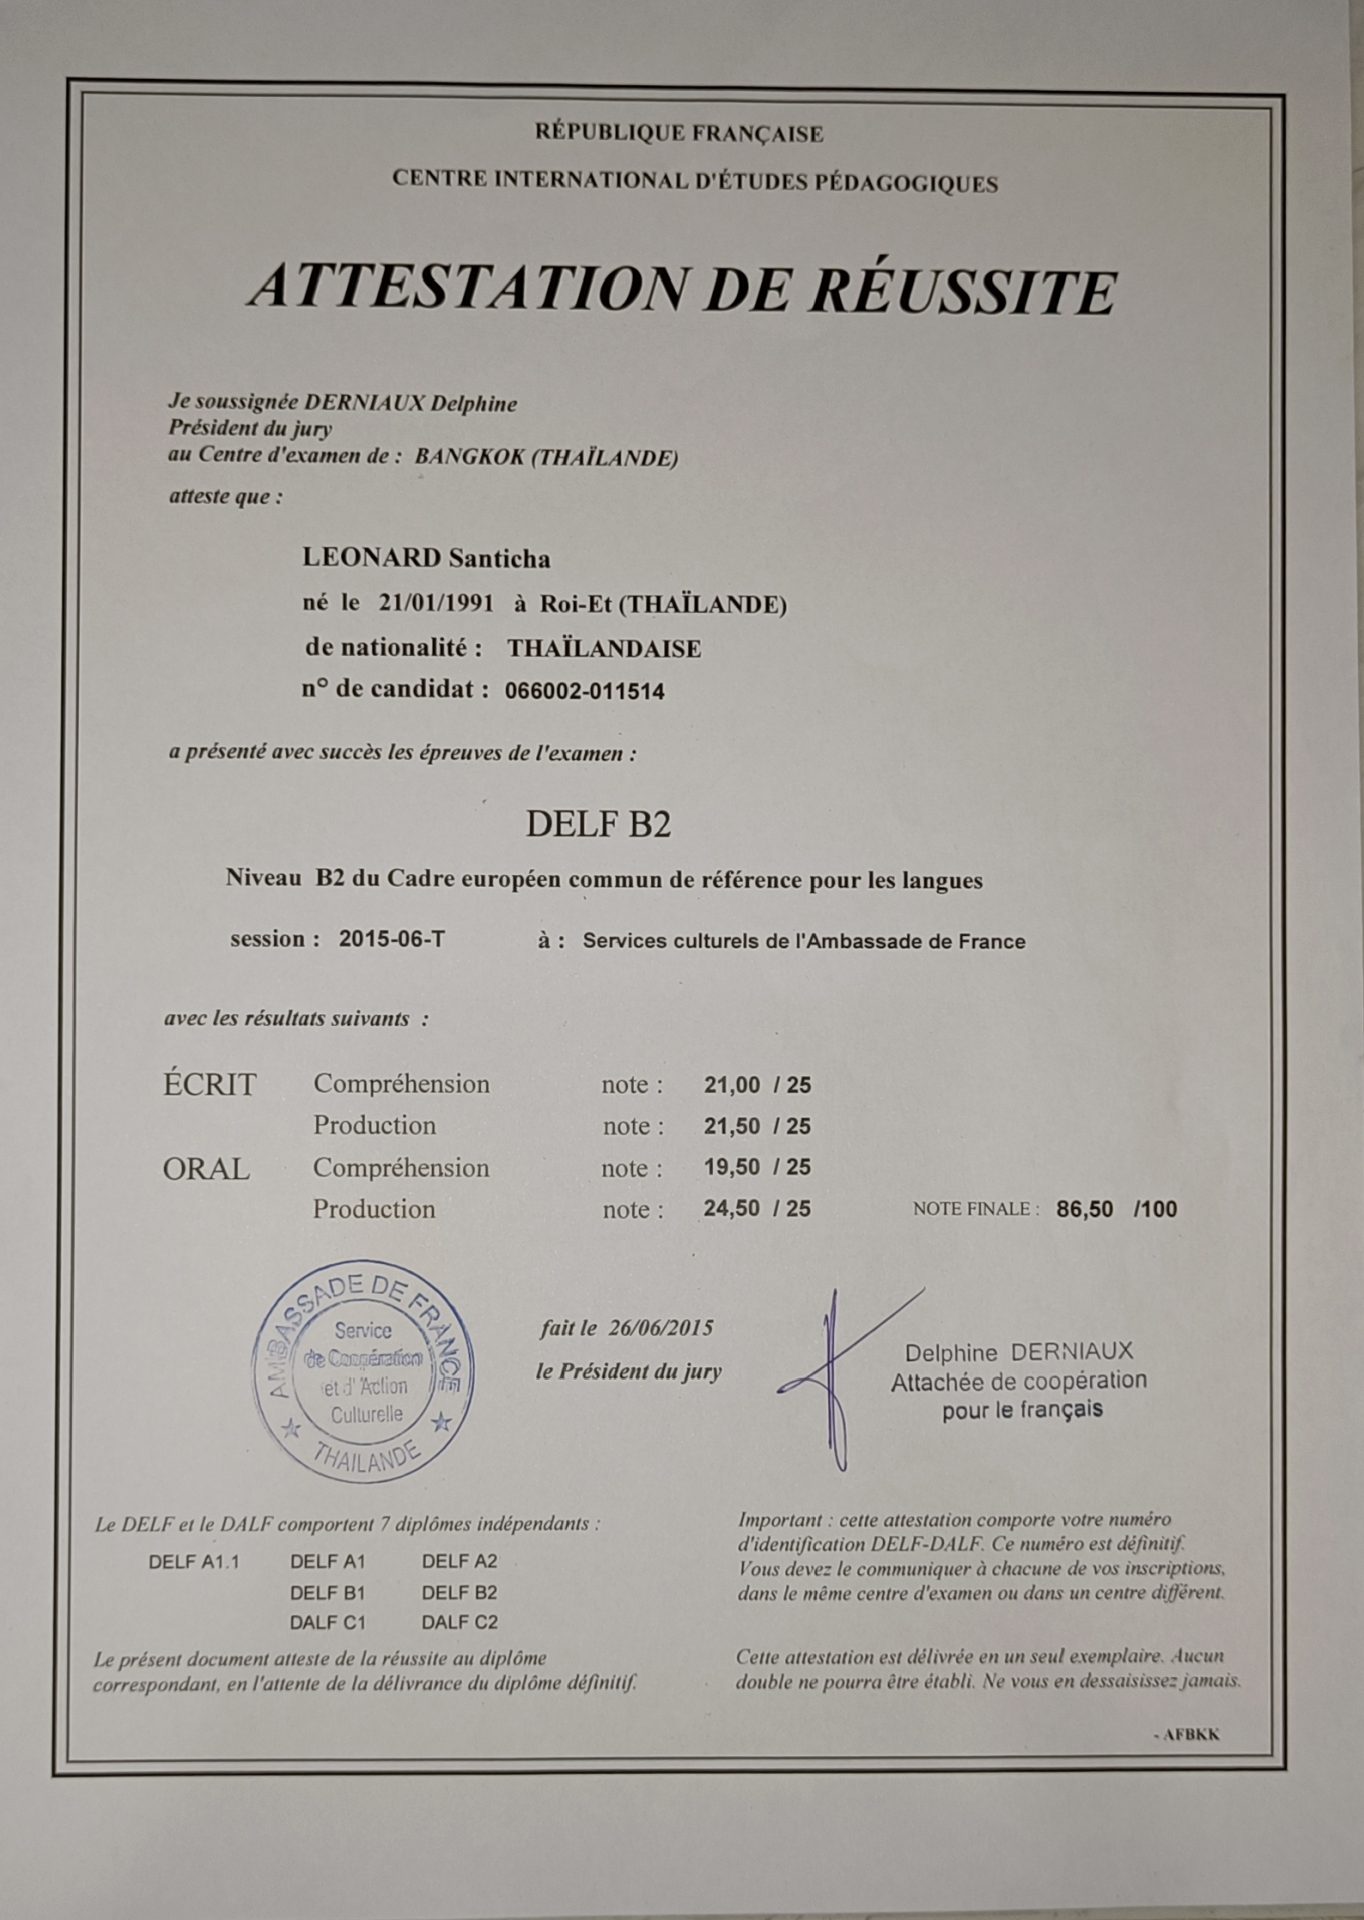 RÉPUBLIQUE FRANÇAISE
CENTRE INTERNATIONAL D'ÉTUDES PÉDAGOGIQUES
ATTESTATION DE RÉUSSITE
Je soussignée DERNIAUX Delphine
Président du jury
au Centre d'examen de : BANGKOK (THAÏLANDE)
atteste que :
LEONARD Santicha
né le 21/01/1991 à Roi-Et (THAÏLANDE)
de nationalité : THAÏLANDAISE
n° de candidat : 066002-011514
a présenté avec succès les épreuves de l'examen :
DELF B2
Niveau B2 du Cadre européen commun de référence pour les langues
session : 2015-06-T à : Services culturels de l'Ambassade de France
avec les résultats suivants :
ÉCRIT Compréhension note : 21,00 / 25
Production note : 21,50 / 25
ORAL Compréhension note : 19,50 / 25
Production note : 24,50 / 25 NOTE FINALE : 86,50 /100
AMBASSADE DE FRANCE
Service
de Coopération
et d'Action
Culturelle
THAILANDE
fait le 26/06/2015
le Président du jury
Delphine DERNIAUX
Attachée de coopération
pour le français
Le DELF et le DALF comportent 7 diplômes indépendants :
DELF A1.1 DELF A1 DELF A2
DELF B1 DELF B2
DALF C1 DALF C2
Le présent document atteste de la réussite au diplôme
correspondant, en l'attente de la délivrance du diplôme définitif.
Important : cette attestation comporte votre numéro
d'identification DELF-DALF. Ce numéro est définitif.
Vous devez le communiquer à chacune de vos inscriptions,
dans le même centre d'examen ou dans un centre différent.
Cette attestation est délivrée en un seul exemplaire. Aucun
double ne pourra être établi. Ne vous en dessaisissez jamais.
- AFBKK